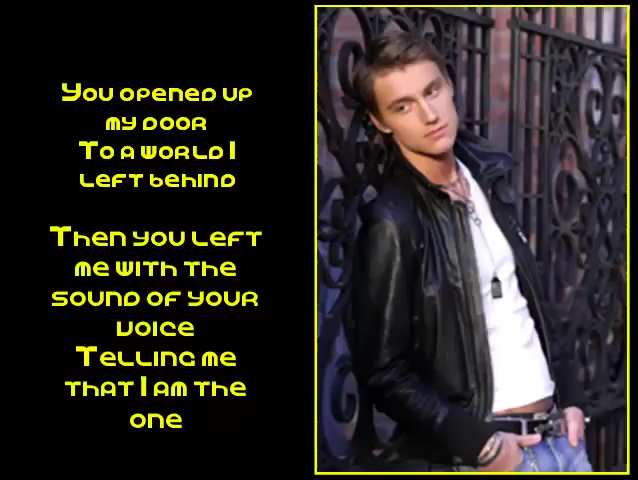 You opened up
my door
To a world I
left behind
Then you left
me with the
sound of your
voice
Telling me
that I am the
one